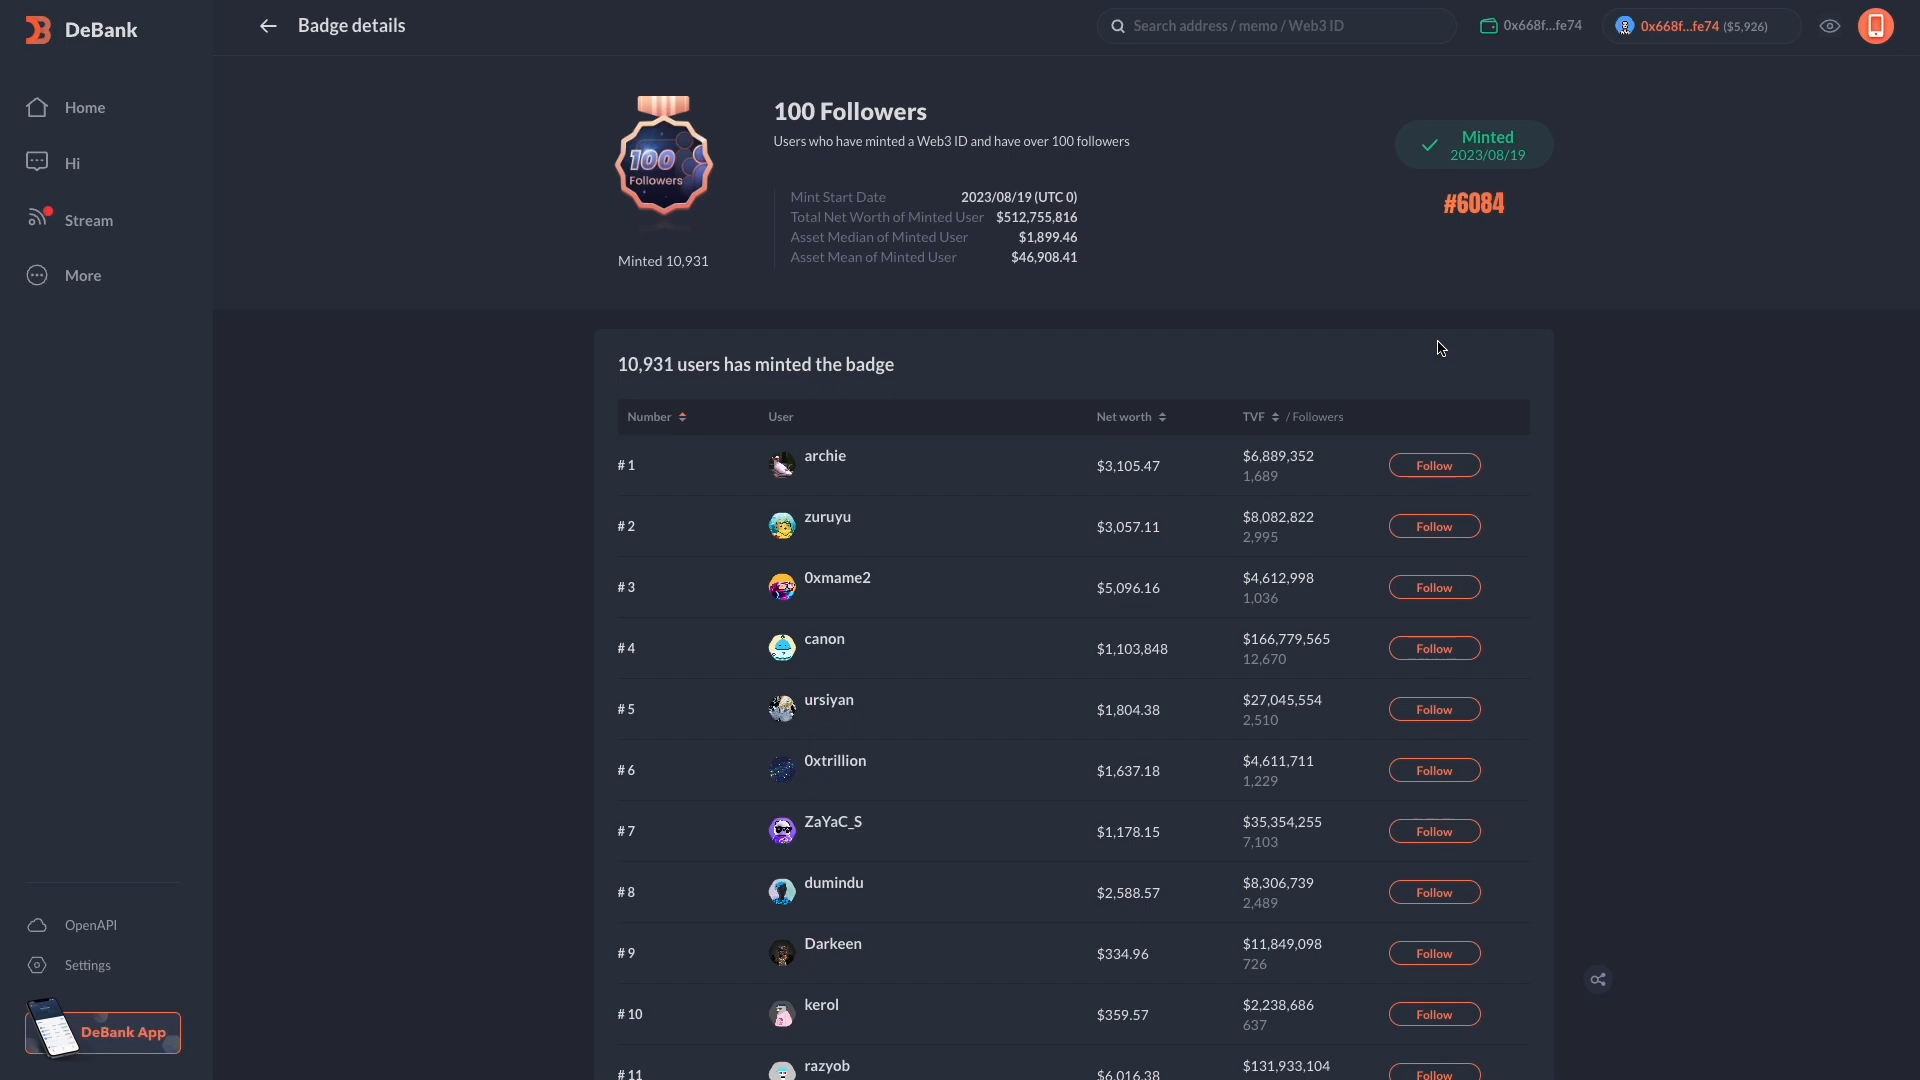 DeBank
Badge details
Search address / memo / Web3 ID
0x668f...fe74
0x668f...fe74 ($5,926)
Home
Hi
Stream
More
100
Followers
Minted 10,931
100 Followers
Users who have minted a Web3 ID and have over 100 followers
Mint Start Date 2023/08/19 (UTC 0)
Total Net Worth of Minted User $512,755,816
Asset Median of Minted User $1,899.46
Asset Mean of Minted User $46,908.41
Minted
2023/08/19
#6084
10,931 users has minted the badge
Number User Net worth TVF / Followers
#1 archie $3,105.47 $6,889,352 Follow
1,689
#2 zuruyu $3,057.11 $8,082,822 Follow
2,995
#3 0xmame2 $5,096.16 $4,612,998 Follow
1,036
#4 canon $1,103,848 $166,779,565 Follow
12,670
#5 ursiyan $1,804.38 $27,045,554 Follow
2,510
#6 0xtrillion $1,637.18 $4,611,711 Follow
1,229
#7 ZaYaC_S $1,178.15 $35,354,255 Follow
7,103
#8 dumindu $2,588.57 $8,306,739 Follow
2,489
#9 Darkeen $334.96 $11,849,098 Follow
726
#10 kerol $359.57 $2,238,686 Follow
637
#11 razyob $6,016.38 $131,933,104 Follow
OpenAPI
Settings
DeBank App